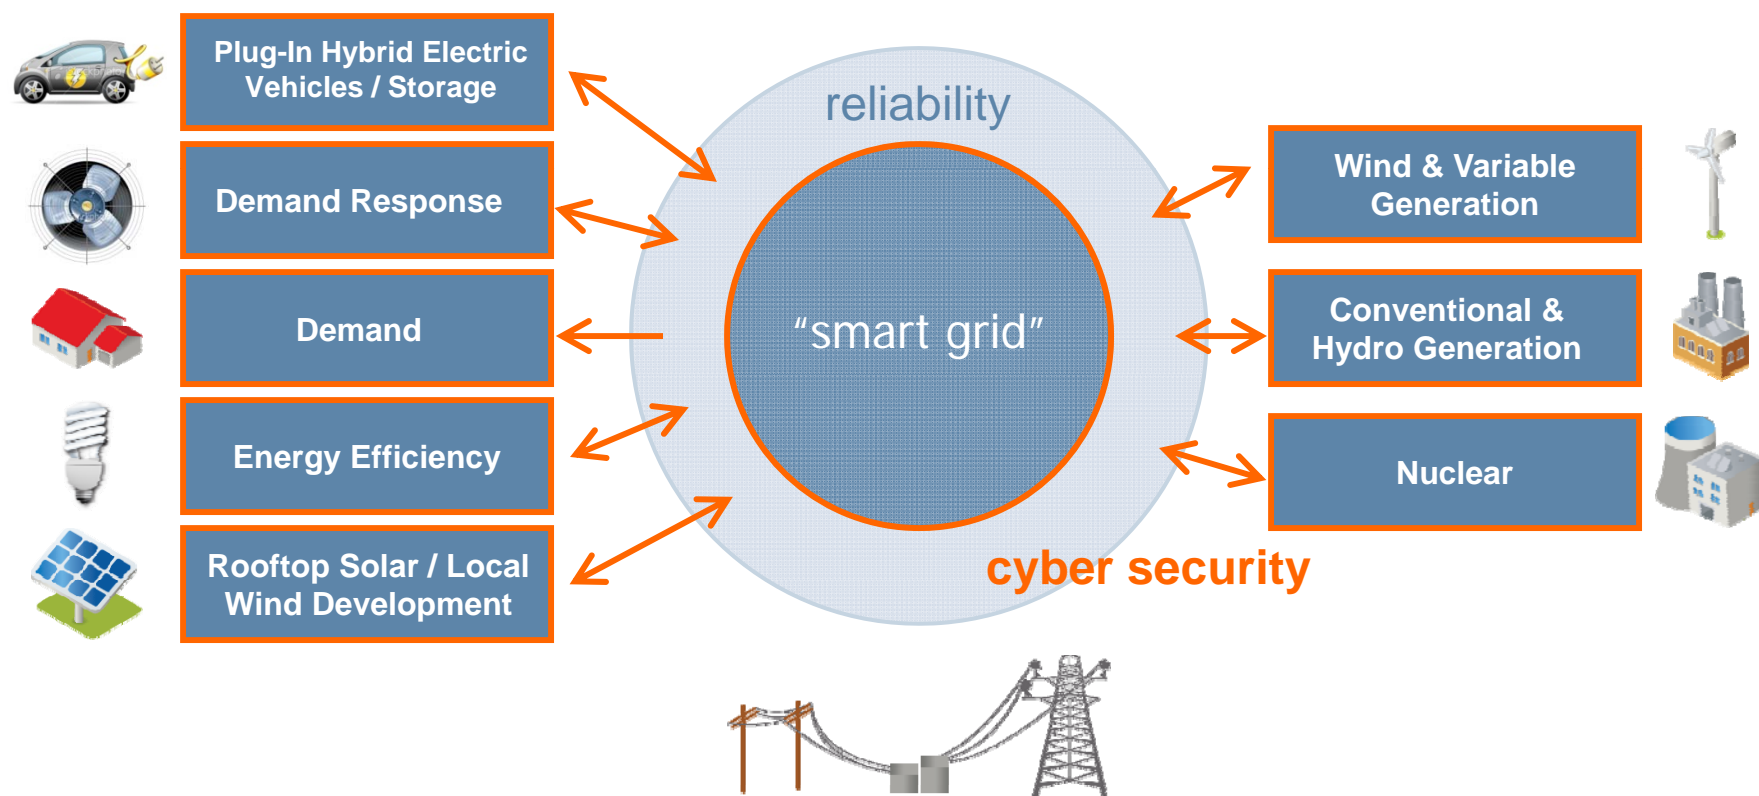 Plug-In Hybrid Electric
Vehicles / Storage
Demand Response
Demand
Energy Efficiency
Rooftop Solar / Local
Wind Development
reliability
“smart grid”
cyber security
Wind & Variable
Generation
Conventional &
Hydro Generation
Nuclear